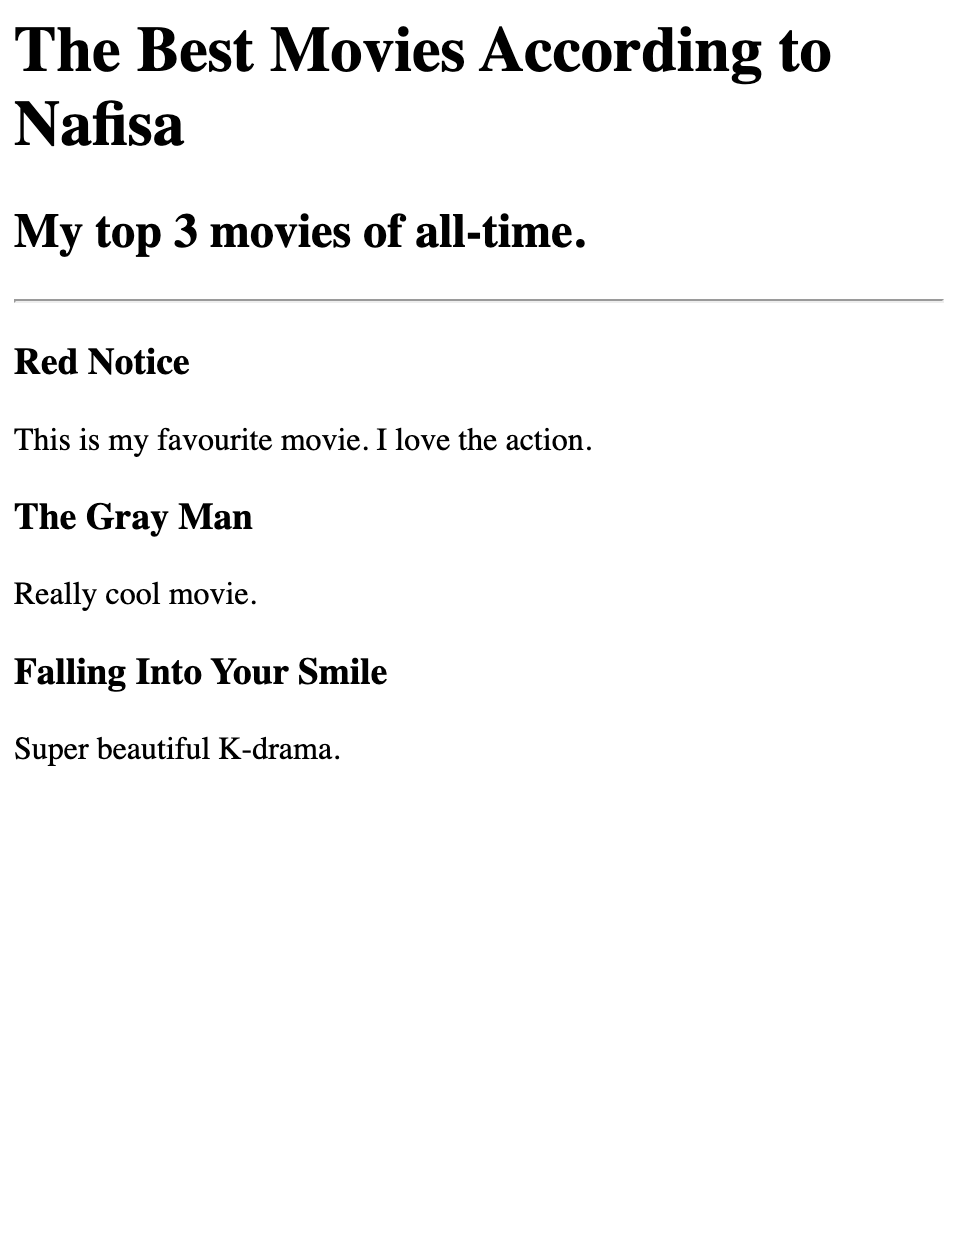 The Best Movies According to
Nafisa
My top 3 movies of all-time.
Red Notice
This is my favourite movie. I love the action.
The Gray Man
Really cool movie.
Falling Into Your Smile
Super beautiful K-drama.